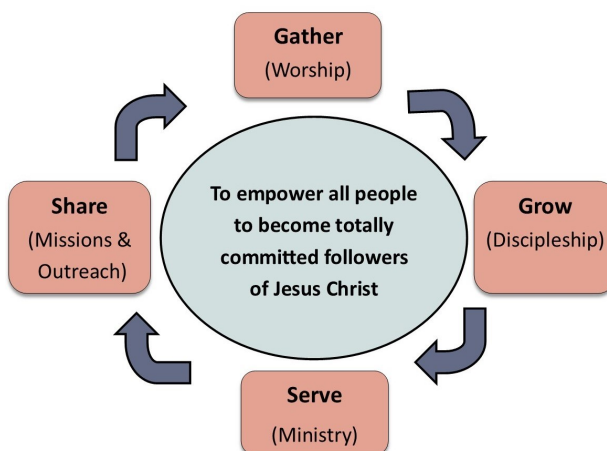 Gather
(Worship)
Grow
(Discipleship)
Serve
(Ministry)
Share
(Missions &
Outreach)
To empower all people
to become totally
committed followers
of Jesus Christ